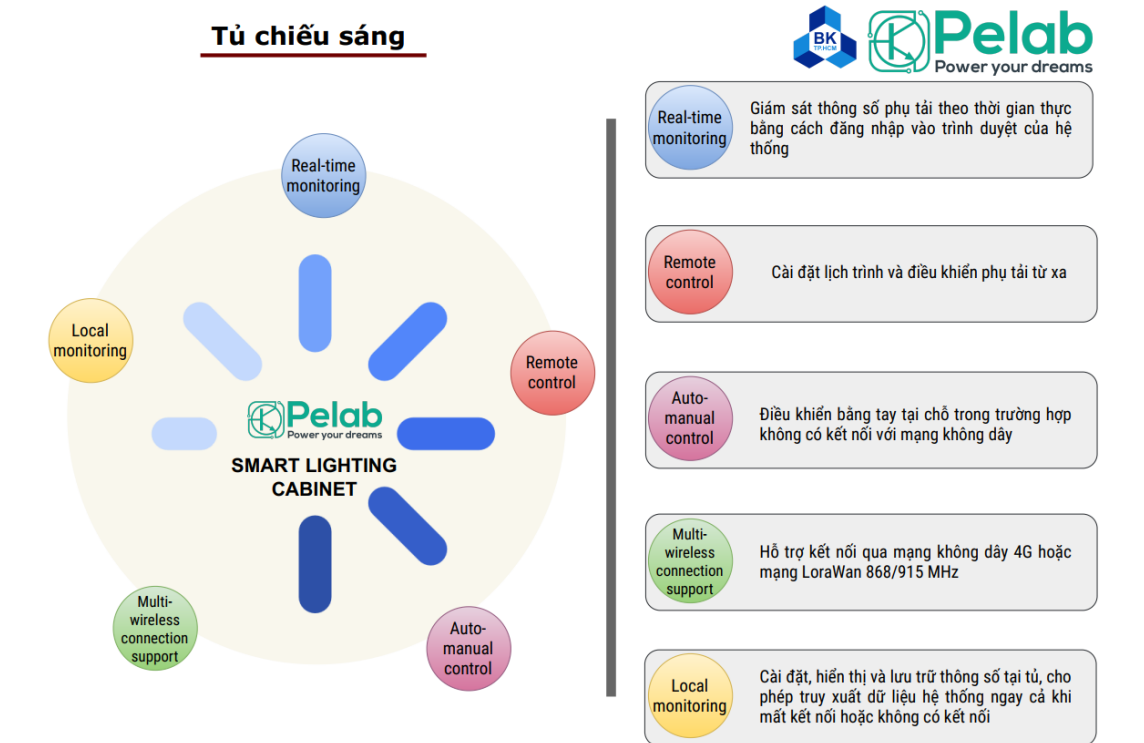 Tủ chiếu sáng
BK
TP.HCM
Pelab
Power your dreams
Real-time
monitoring
Local
monitoring
Remote
control
Pelab
Power your dreams
SMART LIGHTING
CABINET
Multi-
wireless
connection
support
Auto-
manual
control
Real-time
monitoring
Giám sát thông số phụ tải theo thời gian thực
bằng cách đăng nhập vào trình duyệt của hệ
thống
Remote
control
Cài đặt lịch trình và điều khiển phụ tải từ xa
Auto-
manual
control
Điều khiển bằng tay tại chỗ trong trường hợp
không có kết nối với mạng không dây
Multi-
wireless
connection
support
Hỗ trợ kết nối qua mạng không dây 4G hoặc
mạng LoraWan 868/915 MHz
Local
monitoring
Cài đặt, hiển thị và lưu trữ thông số tại tủ, cho
phép truy xuất dữ liệu hệ thống ngay cả khi
mất kết nối hoặc không có kết nối